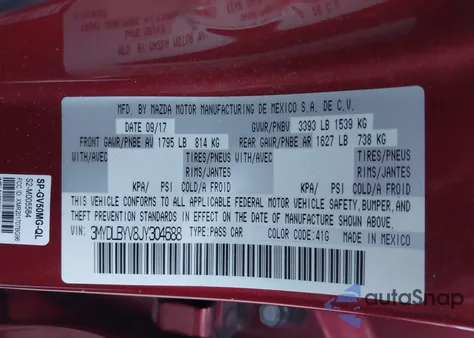 MFD. BY MAZDA MOTOR MANUFACTURING DE MEXICO S.A. DE C.V.
DATE 09/17 GVWR/PNBV 3393 LB 1539 KG
FRONT GAWR/PNBE AV 1795 LB 814 KG REAR GAWR/PNBE AR 1627 LB 738 KG
WITH/AVEC TIRES/PNEUS WITH/AVEC TIRES/PNEUS
RIMS/JANTES RIMS/JANTES
KPA/ PSI COLD/A FROID KPA/ PSI COLD/A FROID
THIS VEHICLE CONFORMS TO ALL APPLICABLE FEDERAL MOTOR VEHICLE SAFETY, BUMPER, AND
THEFT PREVENTION STANDARDS IN EFFECT ON THE DATE OF MANUFACTURE SHOWN ABOVE.
VIN: 3MYDLBYV8JY304688 TYPE: PASS CAR COLOR CODE: 41G MADE IN MEXICO
SP-SV50MG-QL
autoSnap